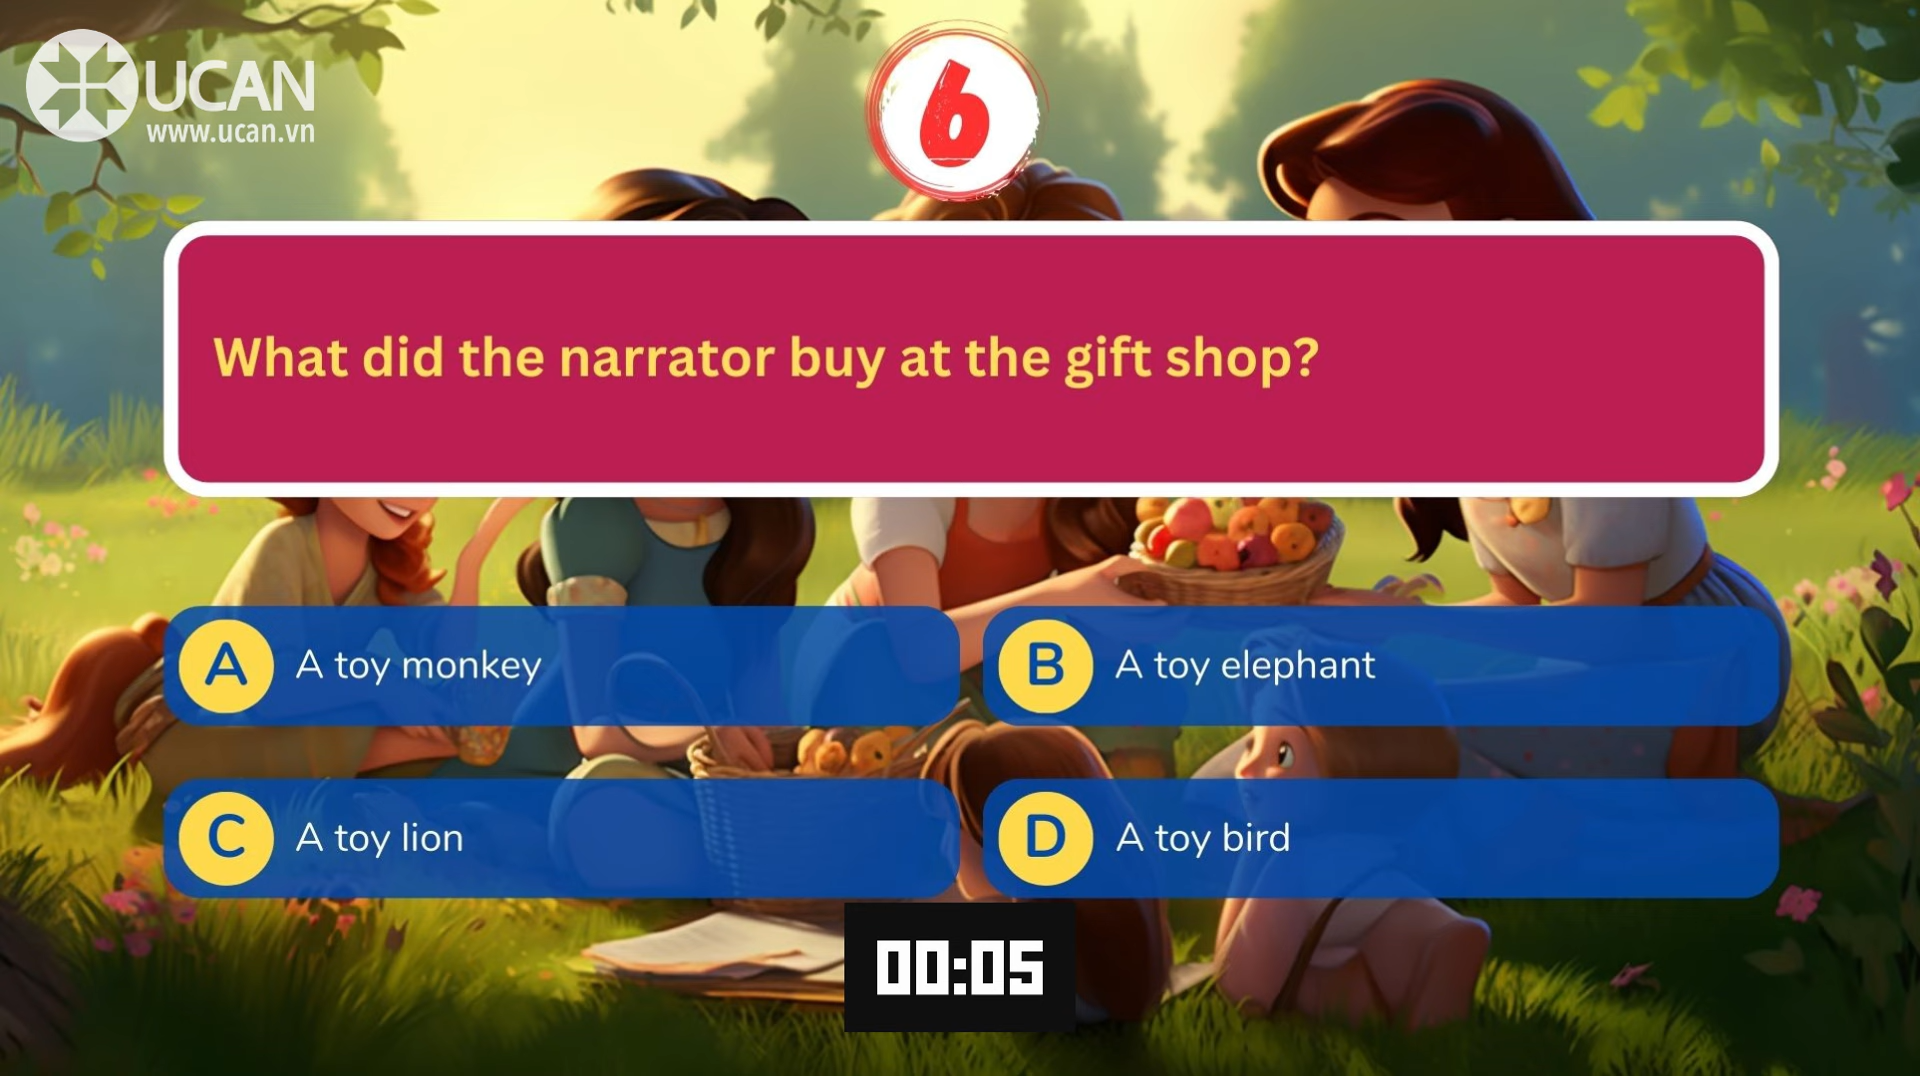 UCAN
www.ucan.vn
6
What did the narrator buy at the gift shop?
A A toy monkey
B A toy elephant
C A toy lion
D A toy bird
00:05